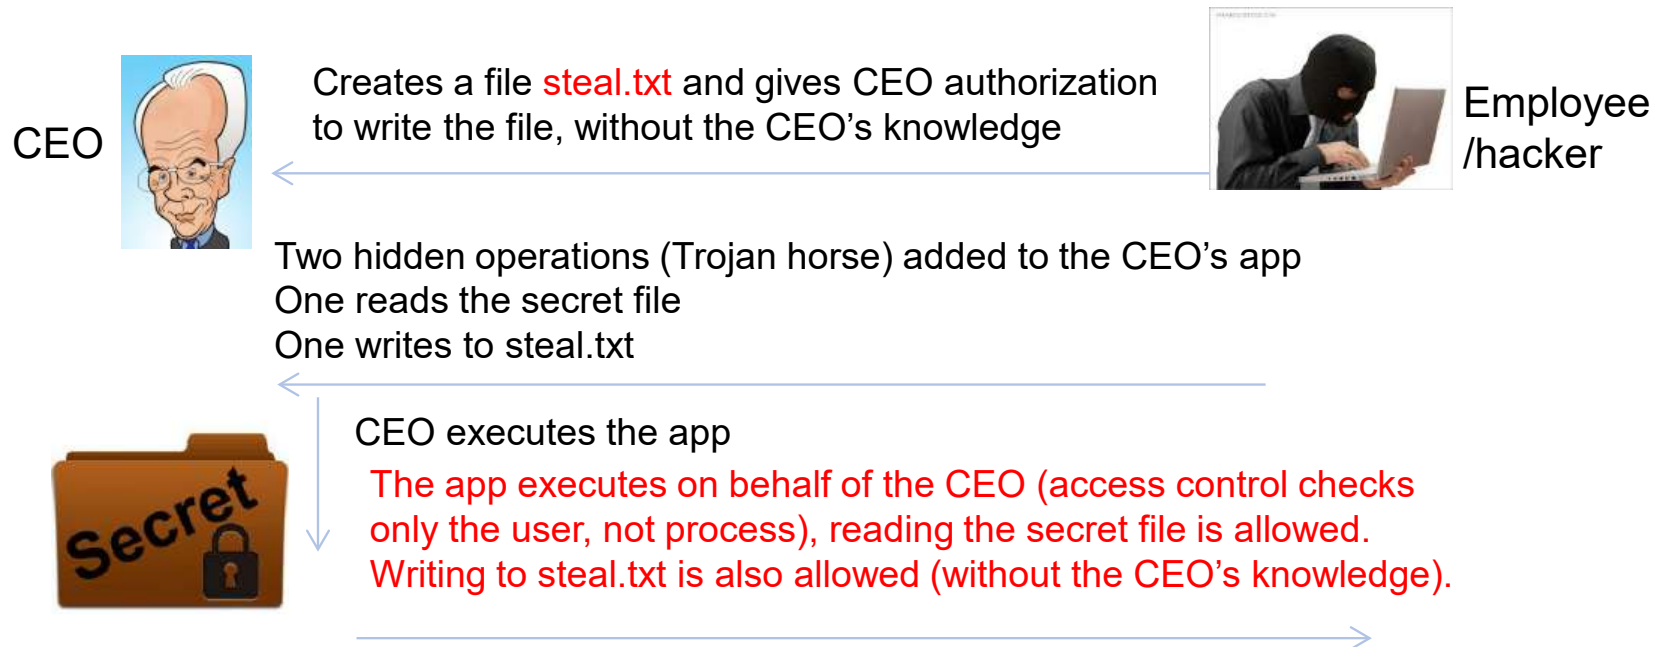 Creates a file steal.txt and gives CEO authorization
to write the file, without the CEO’s knowledge
CEO
Employee
/hacker
Two hidden operations (Trojan horse) added to the CEO’s app
One reads the secret file
One writes to steal.txt
CEO executes the app
The app executes on behalf of the CEO (access control checks
only the user, not process), reading the secret file is allowed.
Writing to steal.txt is also allowed (without the CEO’s knowledge).
Secret